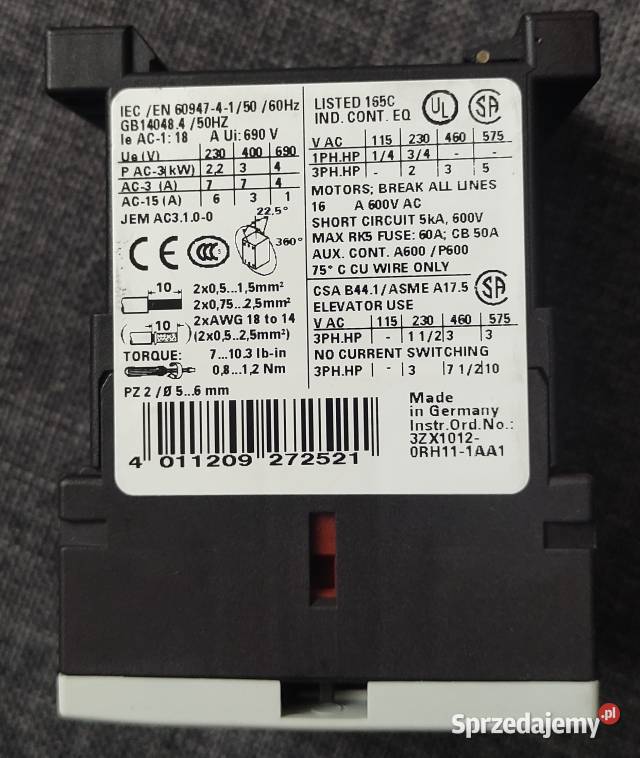 IEC /EN 60947-4-1/50 /60Hz
GB14048.4 /50HZ
Ie AC-1: 18 A Ui: 690 V
Ue (V) 230 400 690
P AC-3(kW) 2,2 3 4
AC-3 (A) 7 7 4
AC-15 (A) 6 3 1
JEM AC3.1.0-0
22.5°
360°
CE CCC
10 2x0,5...1,5mm²
2x0,75...2,5mm²
10 2xAWG 18 to 14
(2x0,5..2,5mm²)
TORQUE: 7...10.3 lb-in
0,8...1,2 Nm
PZ 2 /Ø 5...6 mm
4 011209 272521
LISTED 165C
IND. CONT. EQ
UL SA
V AC 115 230 460 575
1PH.HP 1/4 3/4 - -
3PH.HP - 2 3 5
MOTORS; BREAK ALL LINES
16 A 600V AC
SHORT CIRCUIT 5kA, 600V
MAX RK5 FUSE: 60A; CB 50A
AUX. CONT. A600 /P600
75° C CU WIRE ONLY
CSA B44.1/ASME A17.5
SA
ELEVATOR USE
V AC 115 230 460 575
3PH.HP - 1 1/2 3 3
NO CURRENT SWITCHING
3PH.HP - 3 7 1/2 10
Made
in Germany
Instr.Ord.No.:
3ZX1012-
0RH11-1AA1
Sprzedajemy.pl